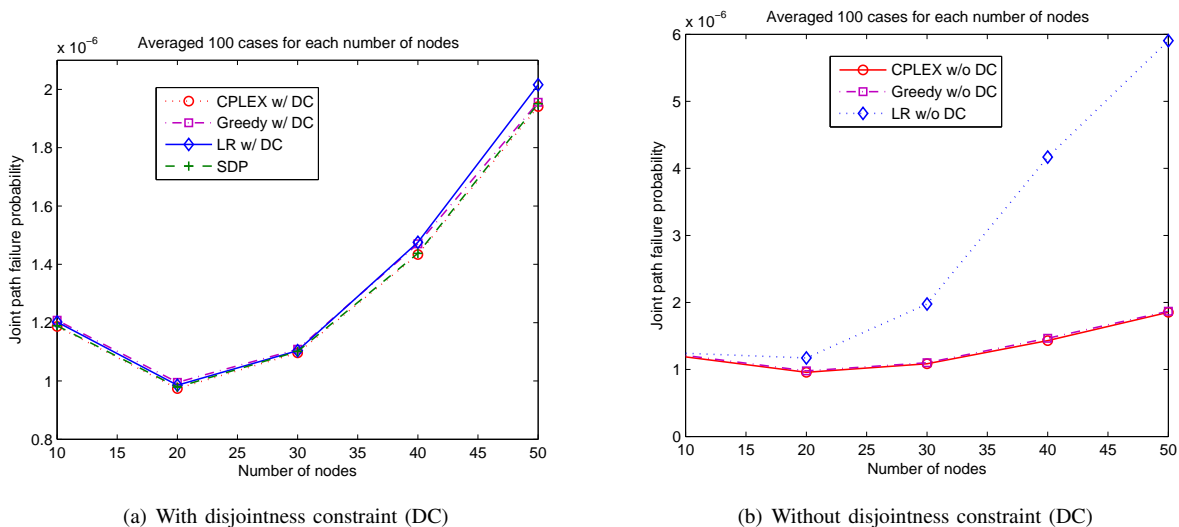 x 10⁻⁶
Averaged 100 cases for each number of nodes
Joint path failure probability
2
1.8
1.6
1.4
1.2
1
0.8
CPLEX w/ DC
Greedy w/ DC
LR w/ DC
SDP
10 15 20 25 30 35 40 45 50
Number of nodes
(a) With disjointness constraint (DC)
x 10⁻⁶
Averaged 100 cases for each number of nodes
Joint path failure probability
6
5
4
3
2
1
0
CPLEX w/o DC
Greedy w/o DC
LR w/o DC
10 15 20 25 30 35 40 45 50
Number of nodes
(b) Without disjointness constraint (DC)